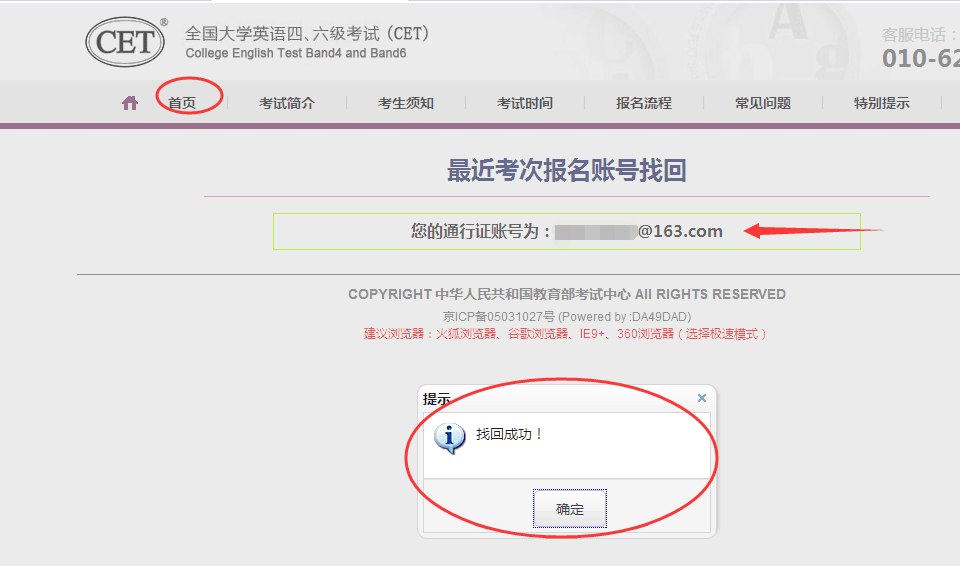 CET®
全国大学英语四、六级考试（CET）
College English Test Band4 and Band6
客服电话：
010-62
首页 考试简介 考生须知 考试时间 报名流程 常见问题 特别提示
最近考次报名账号找回
您的通行证账号为：@163.com
COPYRIGHT 中华人民共和国教育部考试中心 All RIGHTS RESERVED
京ICP备05031027号 (Powered by :DA49DAD)
建议浏览器：火狐浏览器、谷歌浏览器、IE9+、360浏览器（选择极速模式）
提示
找回成功！
确定